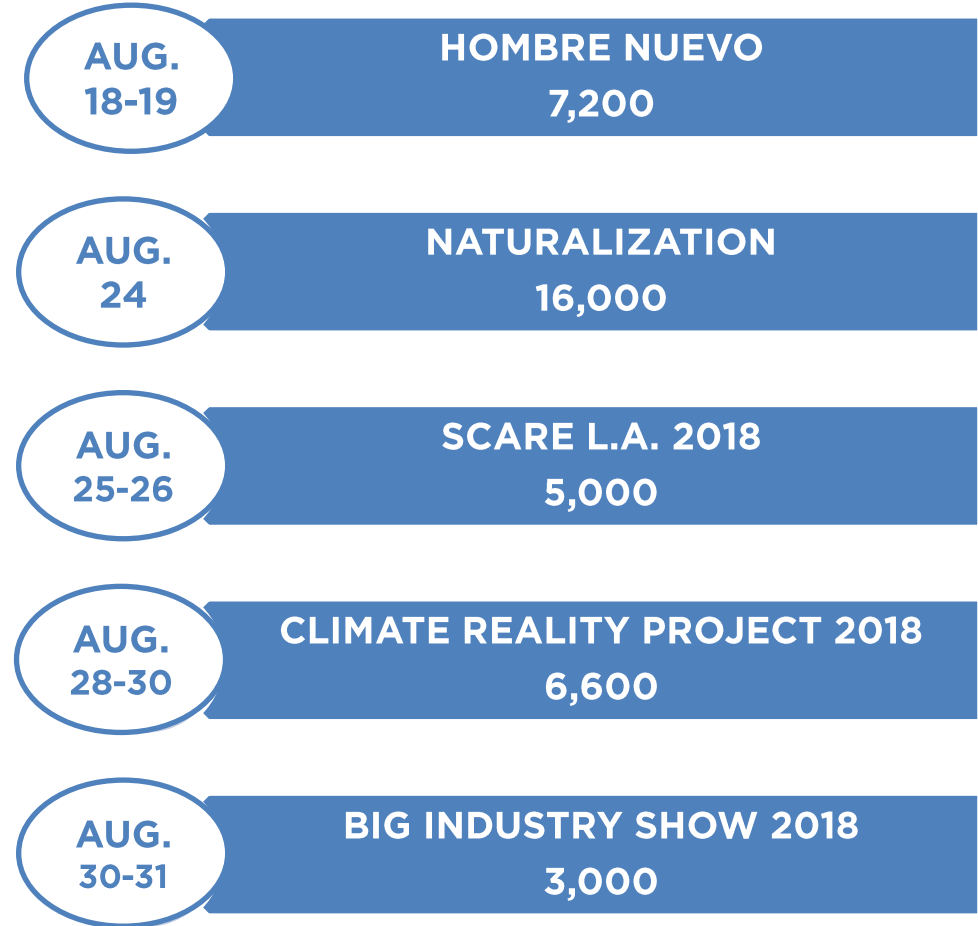 AUG.
18-19
HOMBRE NUEVO
7,200
AUG.
24
NATURALIZATION
16,000
AUG.
25-26
SCARE L.A. 2018
5,000
AUG.
28-30
CLIMATE REALITY PROJECT 2018
6,600
AUG.
30-31
BIG INDUSTRY SHOW 2018
3,000